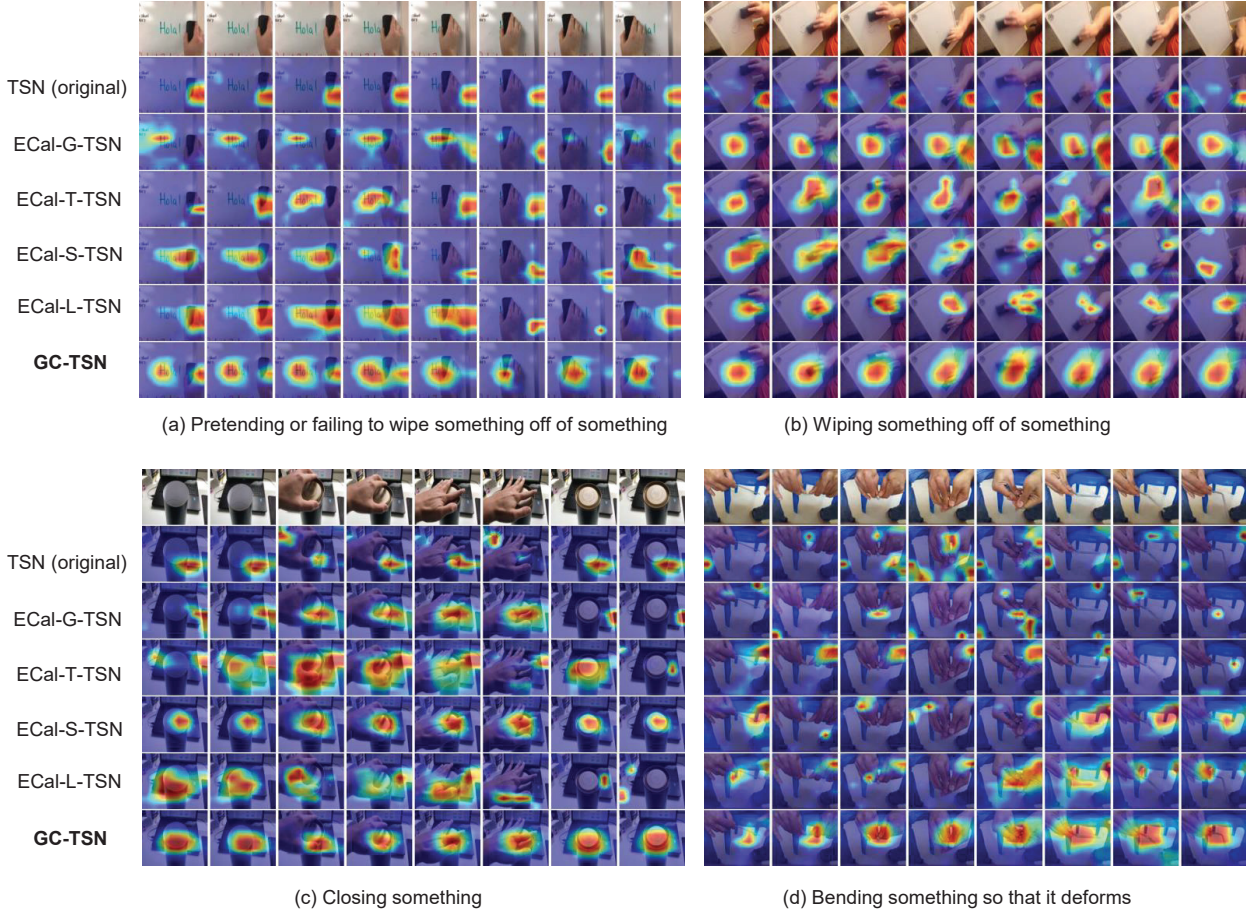 Hola!
TSN (original)
ECal-G-TSN
ECal-T-TSN
ECal-S-TSN
ECal-L-TSN
GC-TSN
(a) Pretending or failing to wipe something off of something
(b) Wiping something off of something
TSN (original)
ECal-G-TSN
ECal-T-TSN
ECal-S-TSN
ECal-L-TSN
GC-TSN
(c) Closing something
(d) Bending something so that it deforms